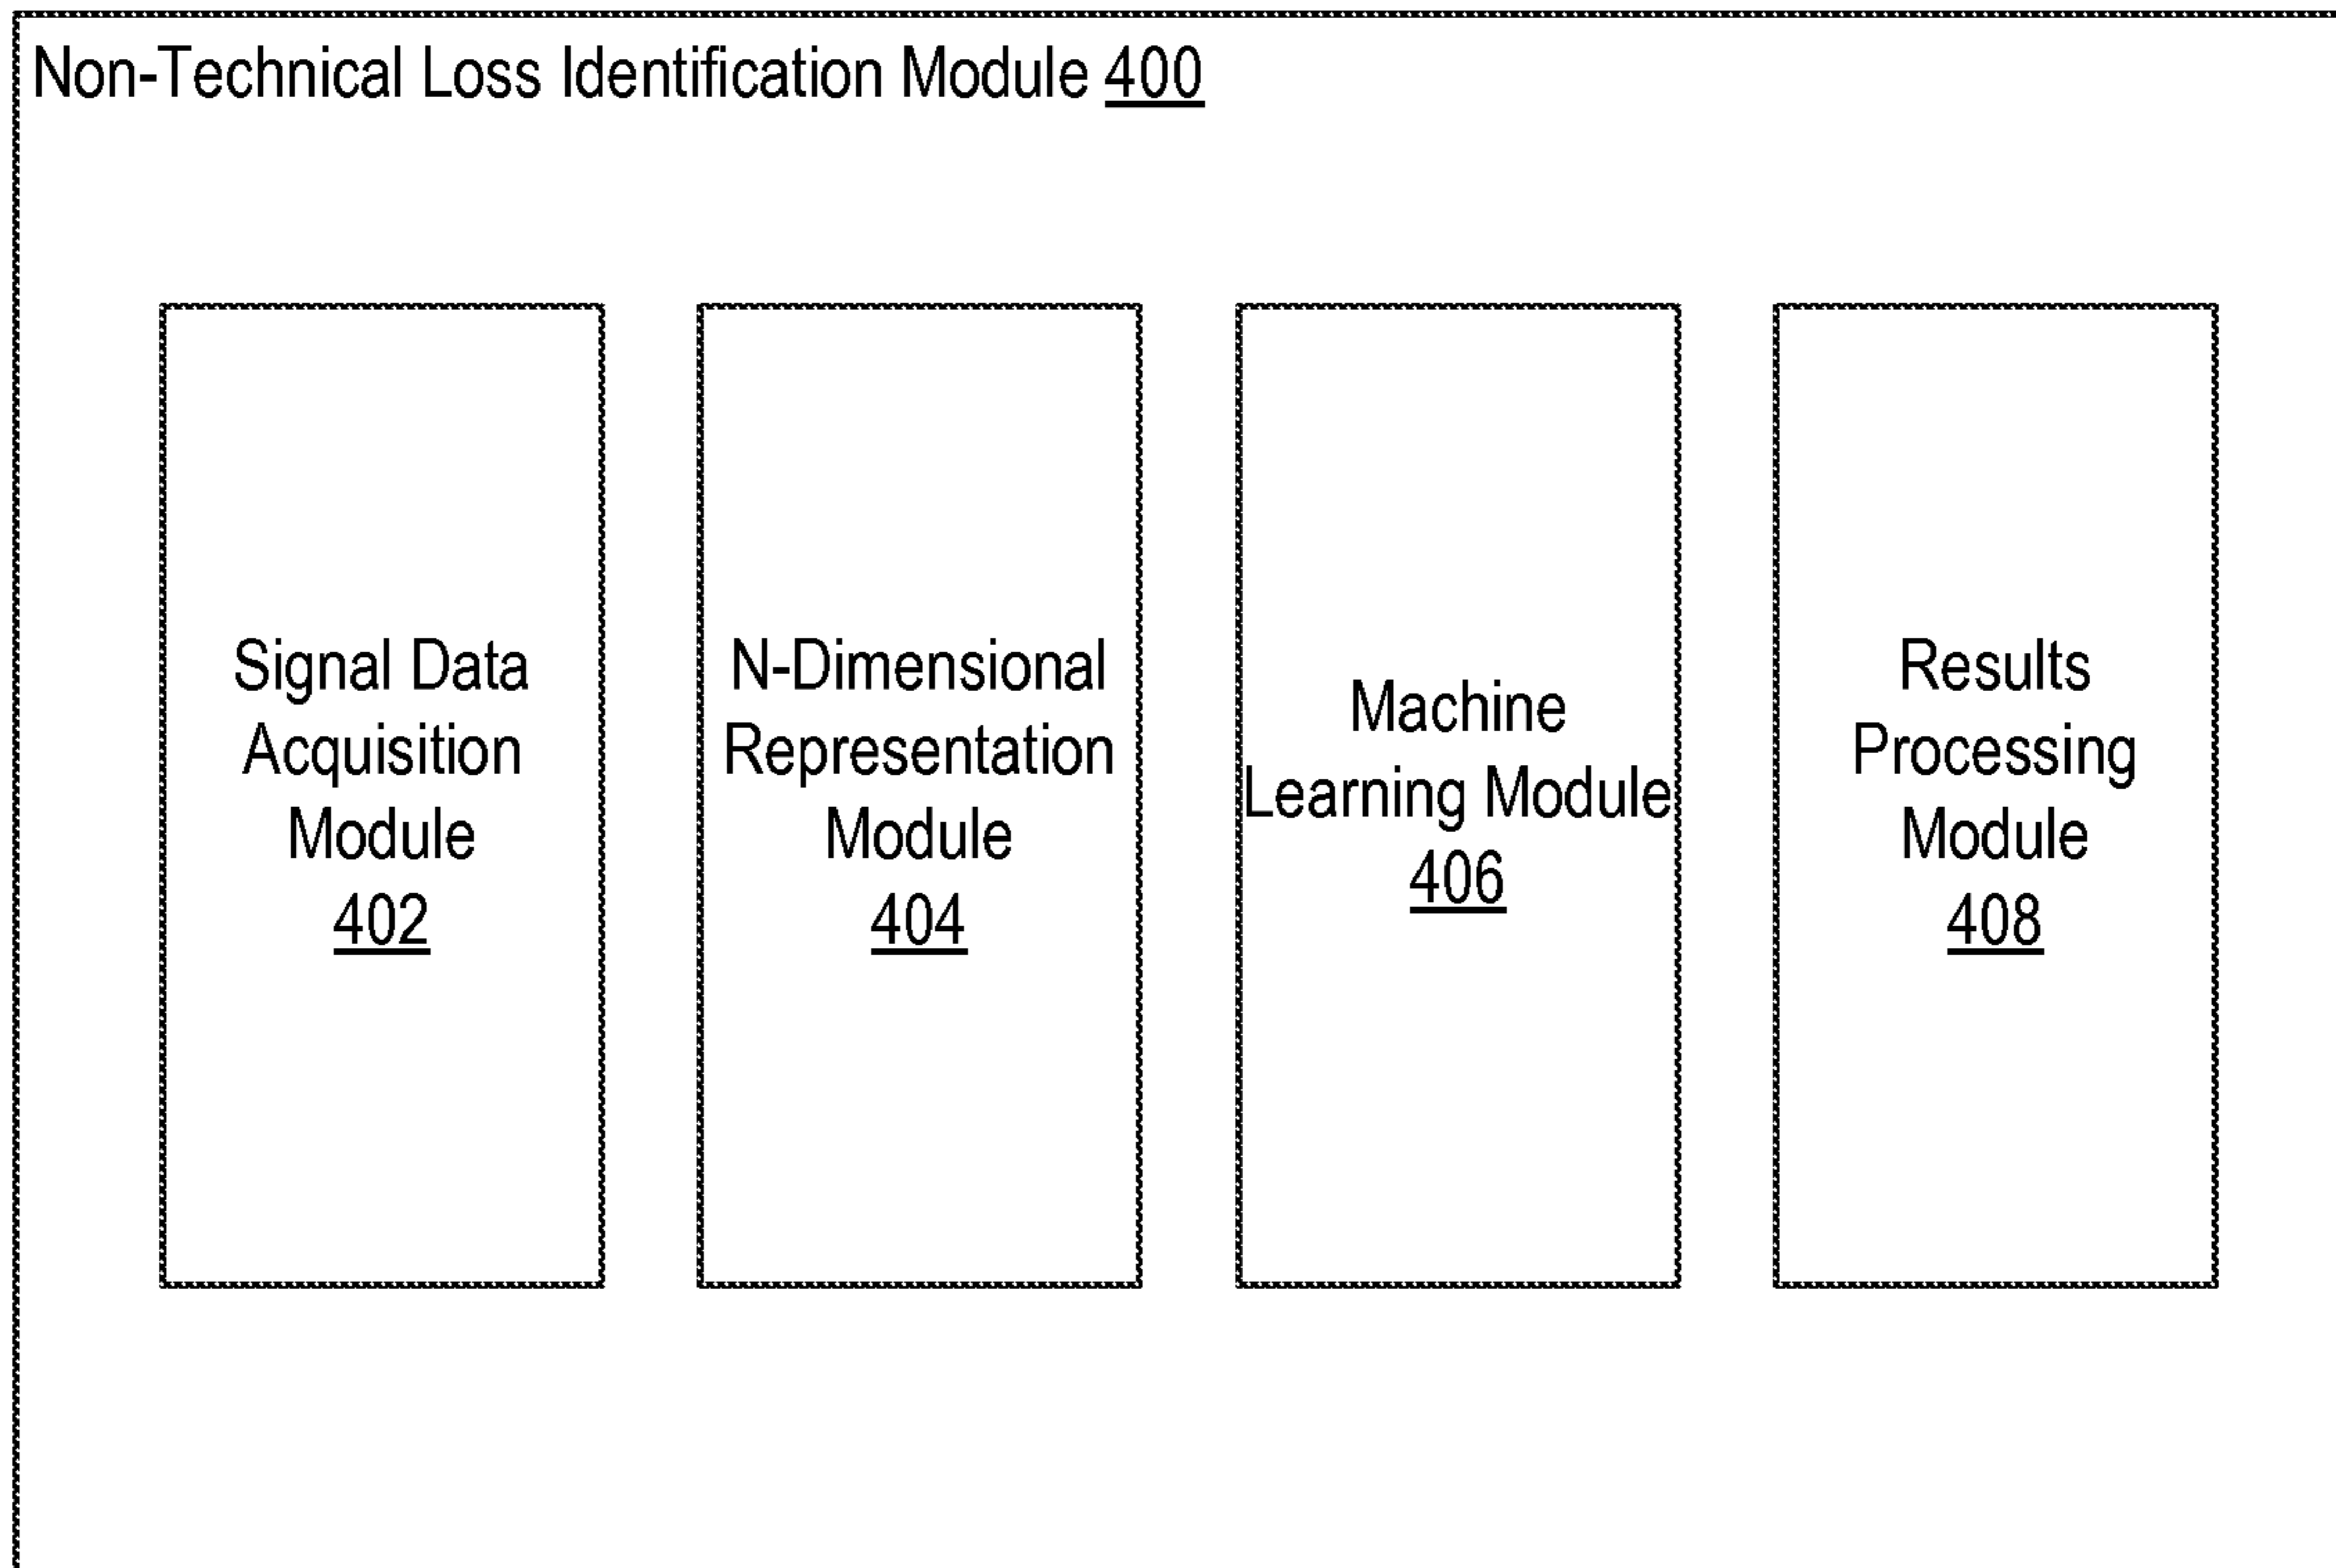 Non-Technical Loss Identification Module 400
Signal Data
Acquisition
Module
402
N-Dimensional
Representation
Module
404
Machine
Learning Module
406
Results
Processing
Module
408